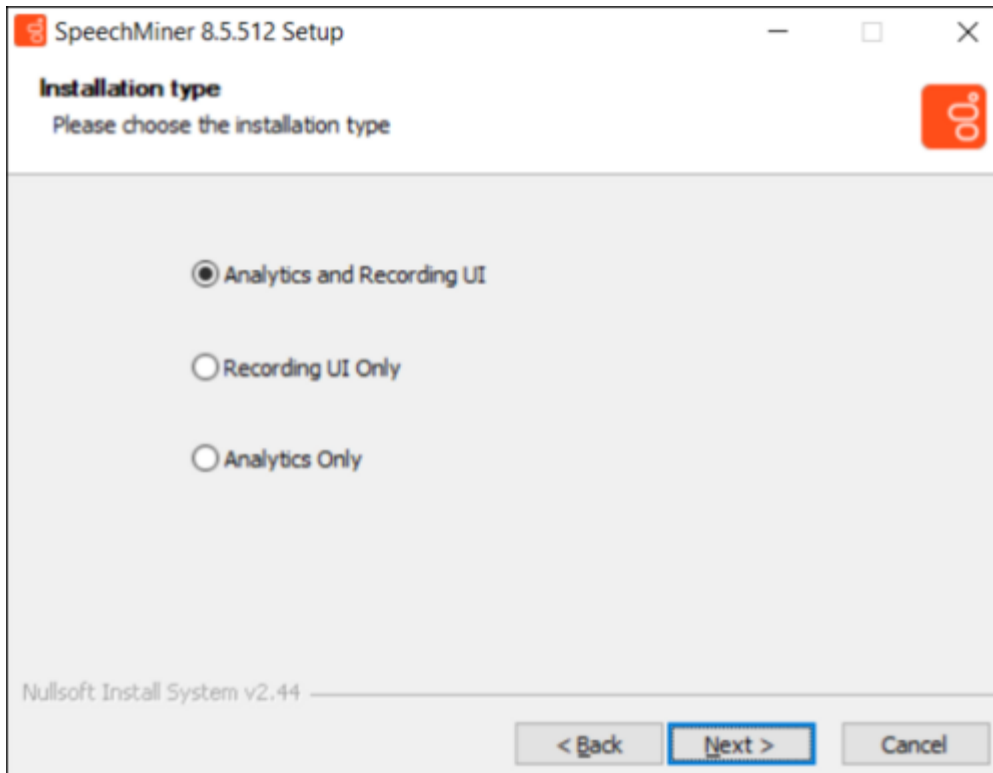 SpeechMiner 8.5.512 Setup
Installation type
Please choose the installation type
Analytics and Recording UI
Recording UI Only
Analytics Only
Nullsoft Install System v2.44
< Back Next > Cancel